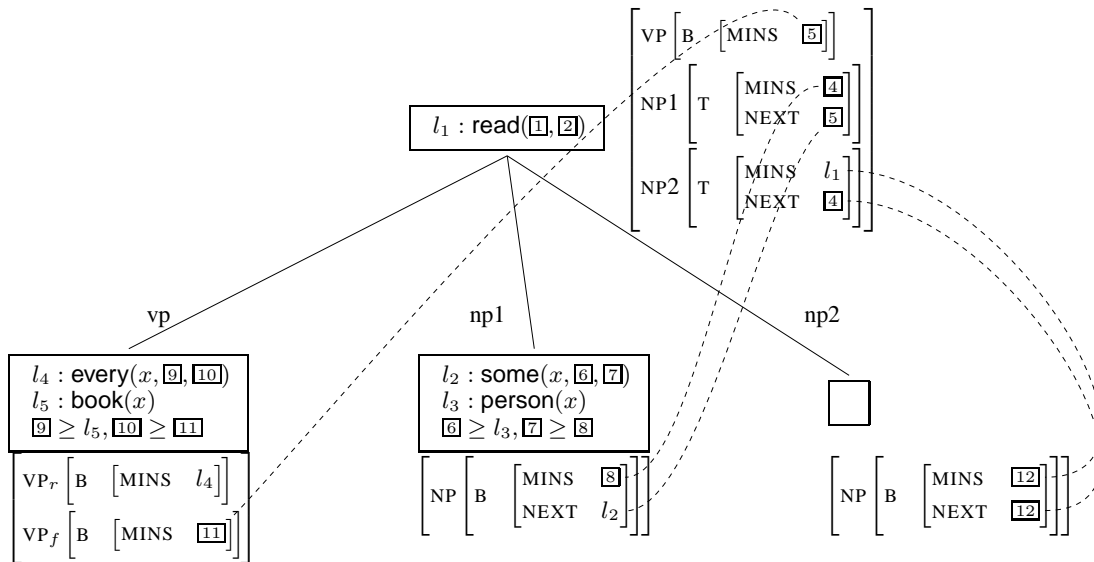 VP [B [MINS 5]]
NP1 [T [MINS 4
NEXT 5]]
l₁ : read(1, 2)
NP2 [T [MINS l₁
NEXT 4]]
vp np1 np2
l₄ : every(x, 9, 10)
l₅ : book(x)
9 ≥ l₅, 10 ≥ 11
VPᵣ [B [MINS l₄]]
VP_f [B [MINS 11]]
l₂ : some(x, 6, 7)
l₃ : person(x)
6 ≥ l₃, 7 ≥ 8
[NP [B [MINS 8
NEXT l₂]]]
[NP [B [MINS 12
NEXT 12]]]